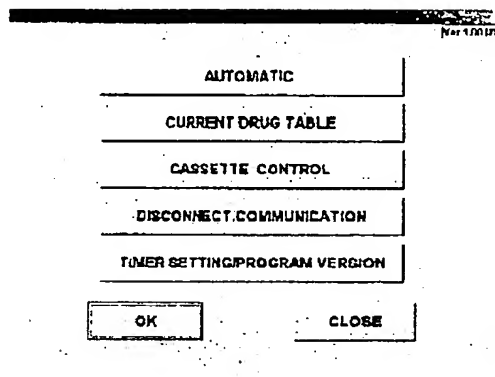 AUTOMATIC
CURRENT DRUG TABLE
CASSETTE CONTROL
DISCONNECT COMMUNICATION
TIMER SETTING/PROGRAM VERSION
OK CLOSE